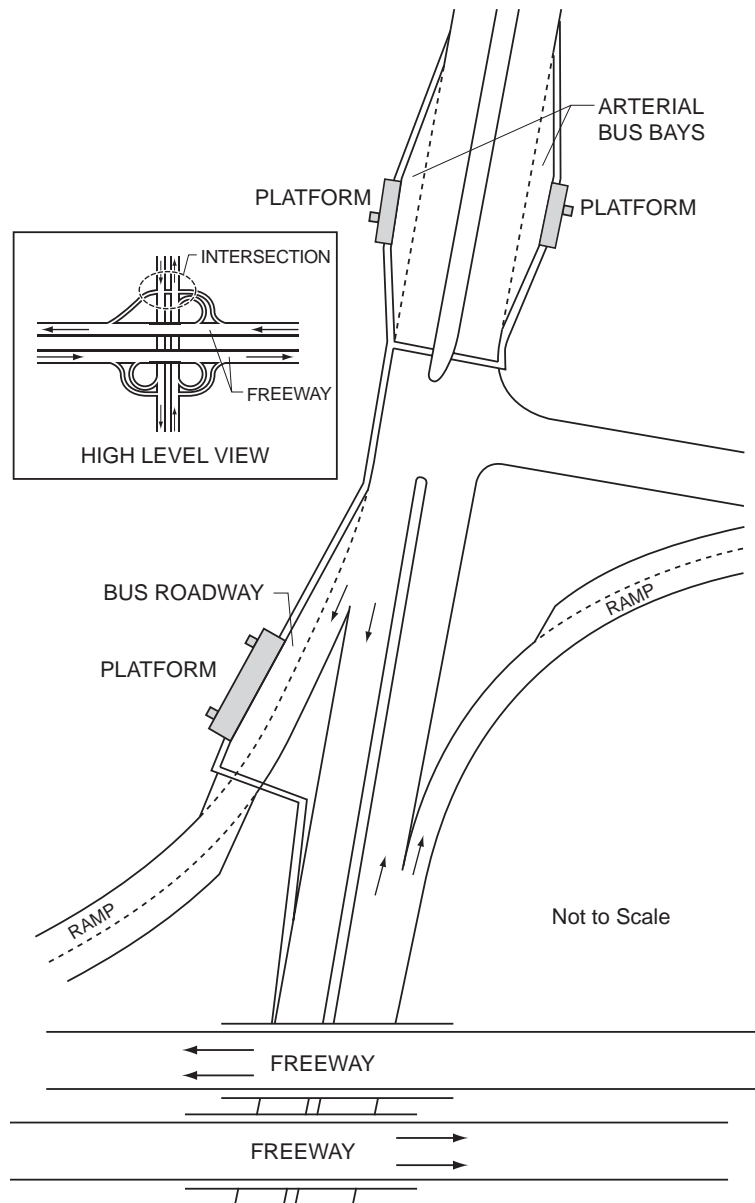 ARTERIAL
BUS BAYS
PLATFORM
PLATFORM
INTERSECTION
FREEWAY
HIGH LEVEL VIEW
BUS ROADWAY
RAMP
PLATFORM
RAMP
Not to Scale
FREEWAY
FREEWAY